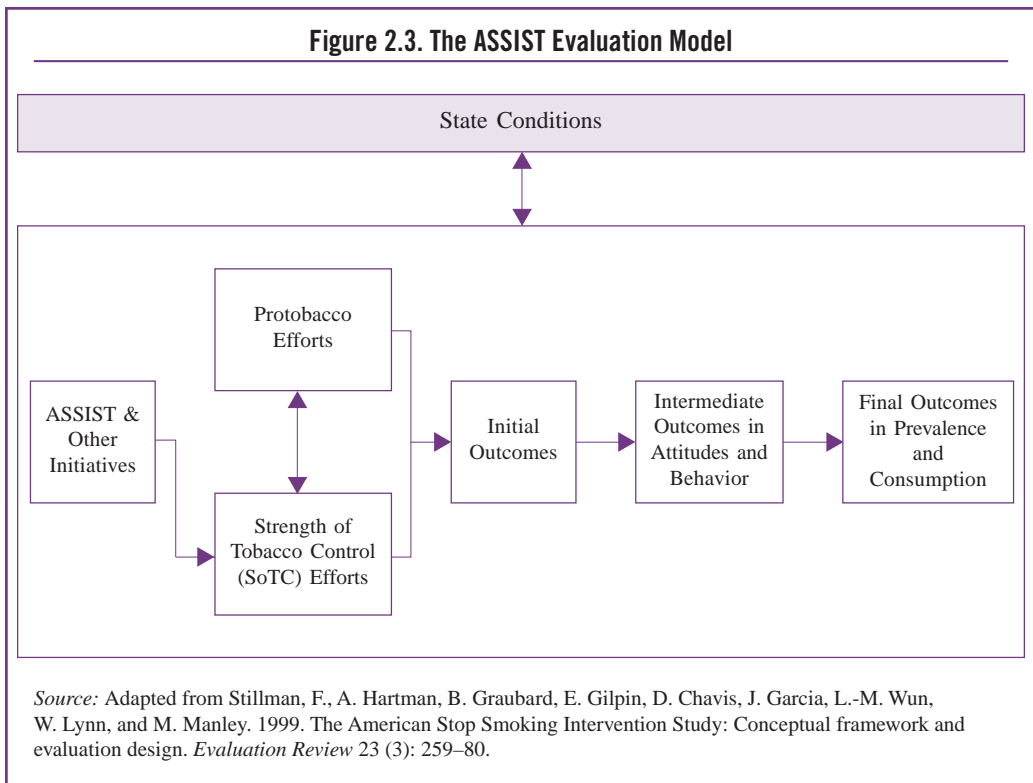 Figure 2.3. The ASSIST Evaluation Model
State Conditions
Protobacco
Efforts
ASSIST &
Other
Initiatives
Strength of
Tobacco Control
(SoTC) Efforts
Initial
Outcomes
Intermediate
Outcomes in
Attitudes and
Behavior
Final Outcomes
in Prevalence
and
Consumption
Source: Adapted from Stillman, F., A. Hartman, B. Graubard, E. Gilpin, D. Chavis, J. Garcia, L.-M. Wun,
W. Lynn, and M. Manley. 1999. The American Stop Smoking Intervention Study: Conceptual framework and
evaluation design. Evaluation Review 23 (3): 259–80.